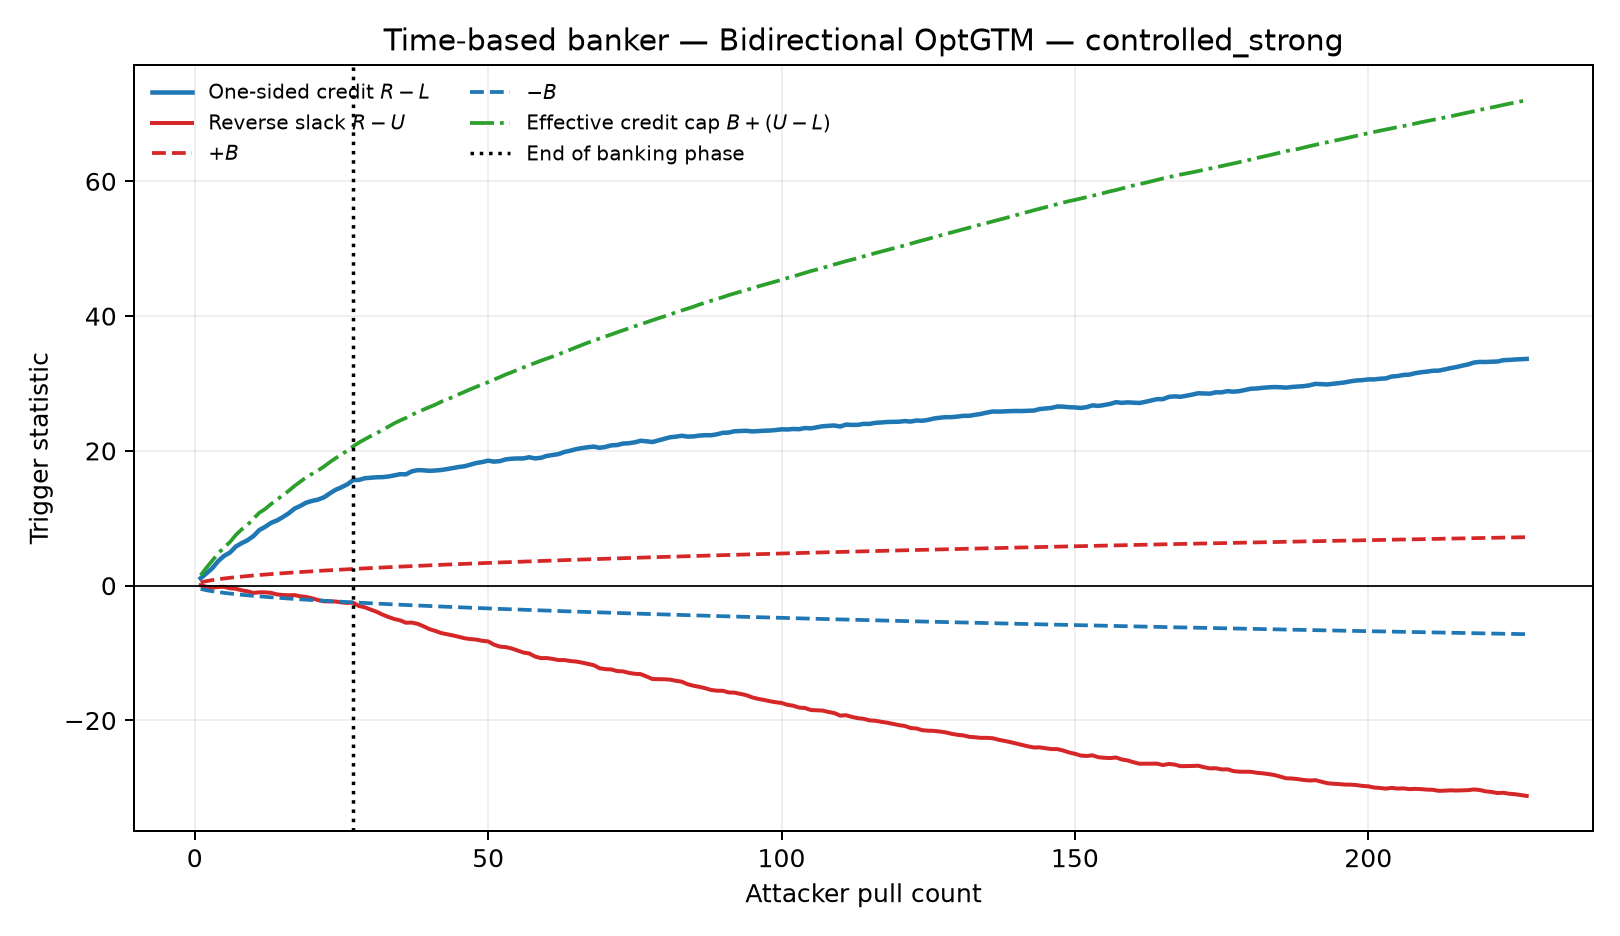 Time-based banker — Bidirectional OptGTM — controlled_strong
One-sided credit R − L
Reverse slack R − U
+B
−B
Effective credit cap B + (U − L)
End of banking phase
Trigger statistic
60
40
20
0
−20
0 50 100 150 200
Attacker pull count